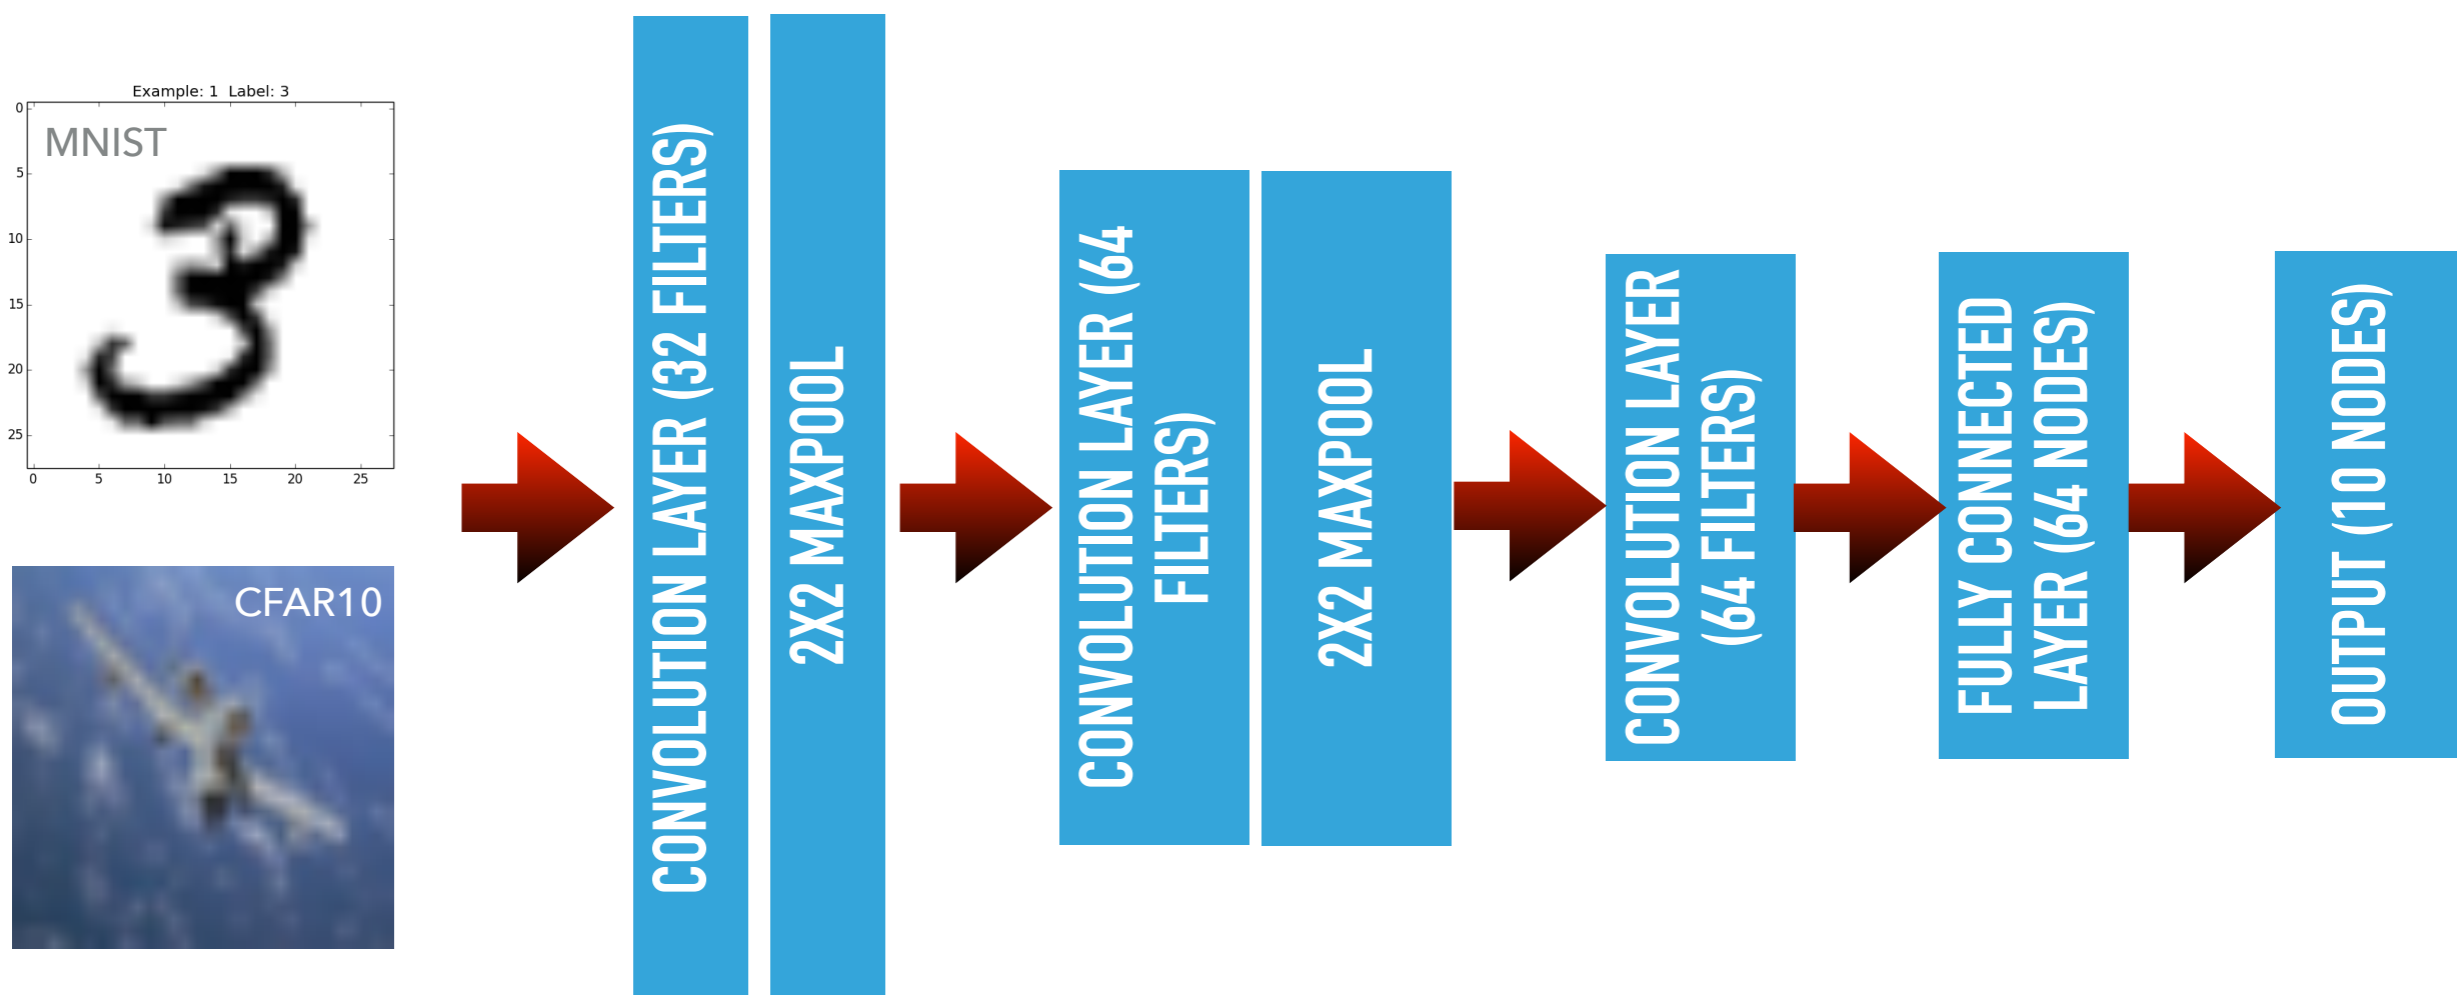 Example: 1  Label: 3
MNIST
0
5
10
15
20
25
0 5 10 15 20 25
CFAR10
CONVOLUTION LAYER (32 FILTERS)
2X2 MAXPOOL
CONVOLUTION LAYER (64
FILTERS)
2X2 MAXPOOL
CONVOLUTION LAYER
(64 FILTERS)
FULLY CONNECTED
LAYER (64 NODES)
OUTPUT (10 NODES)